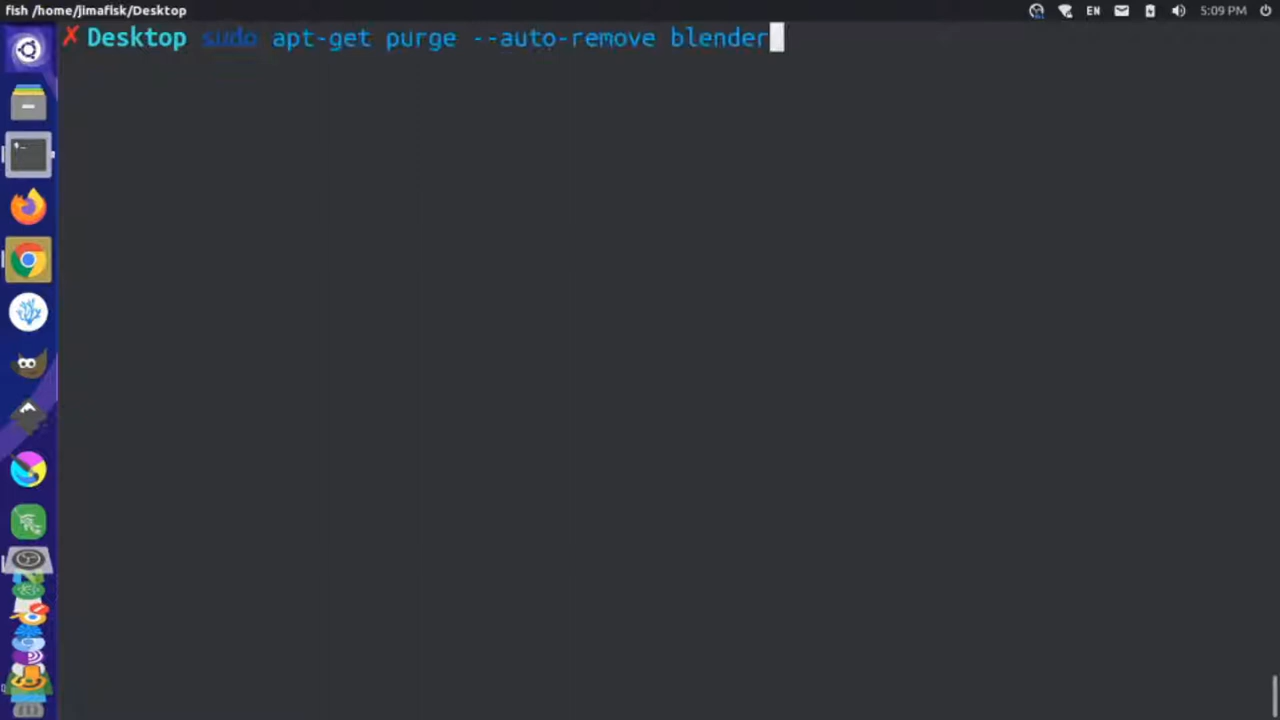 fish /home/jimafisk/Desktop
EN
5:09 PM
✗ Desktop sudo apt-get purge --auto-remove blender